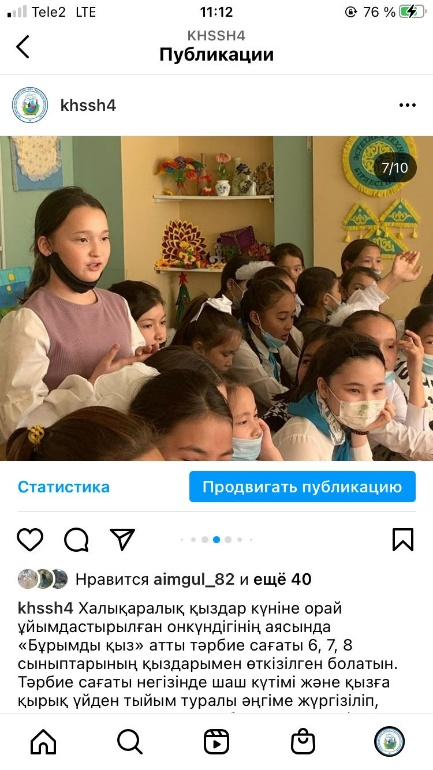 Tele2 LTE 11:12 76 %
KHSSH4
Публикации
khssh4
7/10
Статистика Продвигать публикацию
Нравится aimgul_82 и ещё 40
khssh4 Халықаралық қыздар күніне орай
ұйымдастырылған онкүндігінің аясында
«Бұрымды қыз» атты тәрбие сағаты 6, 7, 8
сыныптарының қыздарымен өткізілген болатын.
Тәрбие сағаты негізінде шаш күтімі және қызға
қырық үйден тыйым туралы әңгіме жүргізіліп,